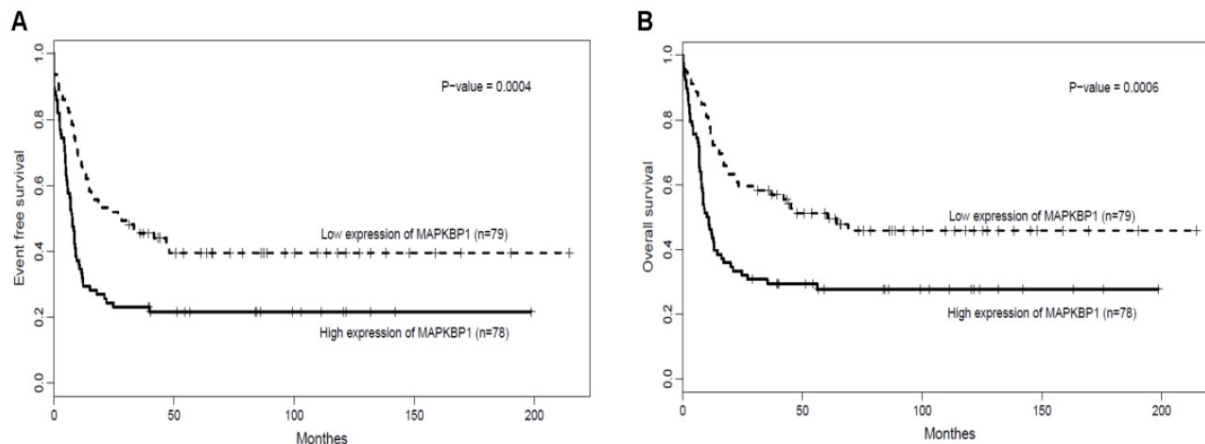 A
Event free survival
1.0
0.8
0.6
0.4
0.2
0.0
P-value = 0.0004
Low expression of MAPKBP1 (n=79)
High expression of MAPKBP1 (n=78)
0 50 100 150 200
Monthes
B
Overall survival
1.0
0.8
0.6
0.4
0.2
0.0
P-value = 0.0006
Low expression of MAPKBP1 (n=79)
High expression of MAPKBP1 (n=78)
0 50 100 150 200
Monthes